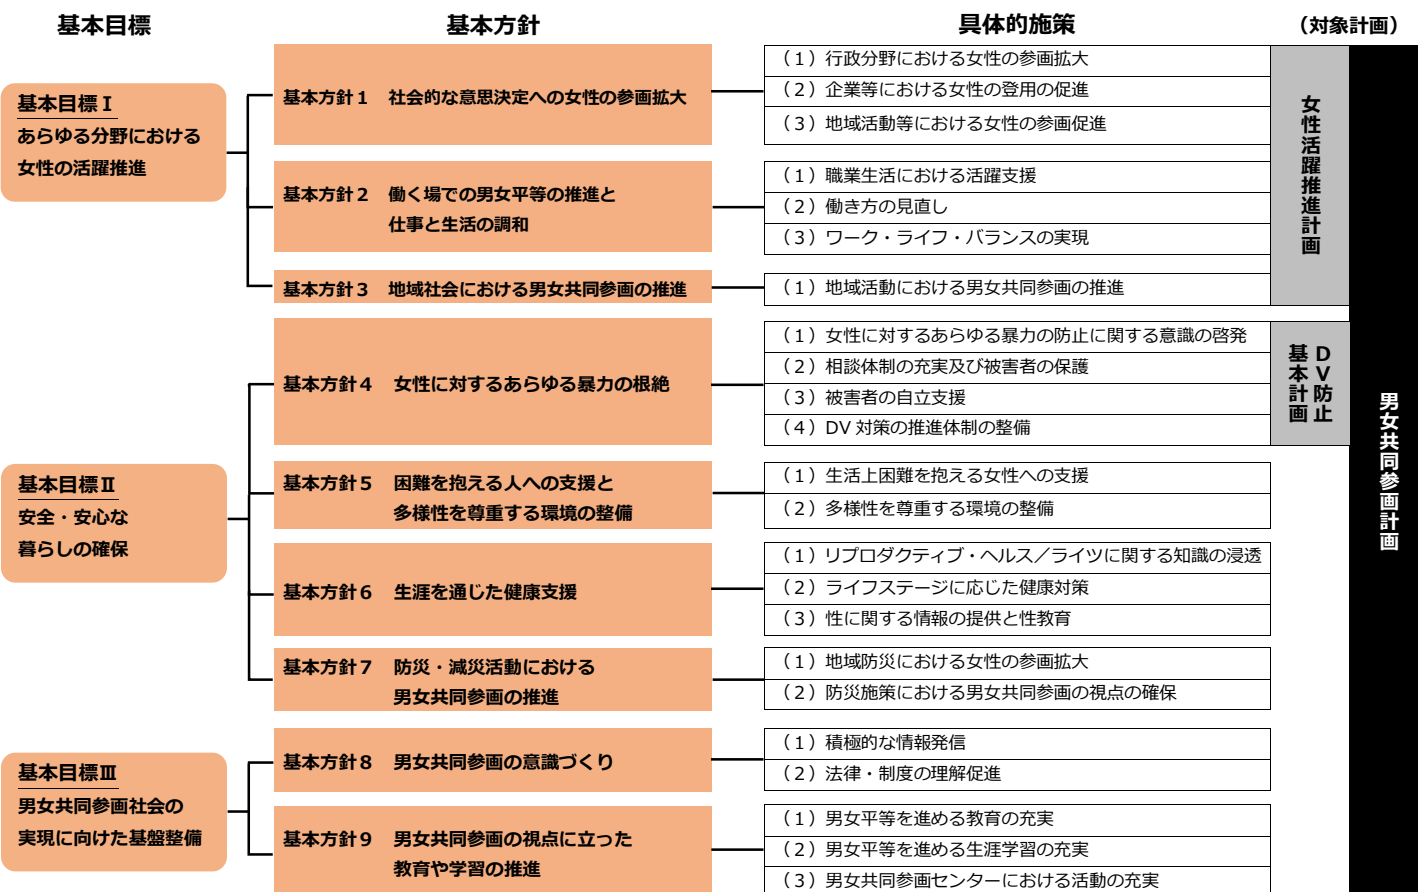 基本目標
基本方針
具体的施策
（対象計画）
基本目標Ⅰ
あらゆる分野における
女性の活躍推進
基本方針１　社会的な意思決定への女性の参画拡大
（１）行政分野における女性の参画拡大
（２）企業等における女性の登用の促進
（３）地域活動等における女性の参画促進
基本方針２　働く場での男女平等の推進と
仕事と生活の調和
（１）職業生活における活躍支援
（２）働き方の見直し
（３）ワーク・ライフ・バランスの実現
基本方針３　地域社会における男女共同参画の推進
（１）地域活動における男女共同参画の推進
女性活躍推進計画
基本目標Ⅱ
安全・安心な
暮らしの確保
基本方針４　女性に対するあらゆる暴力の根絶
（１）女性に対するあらゆる暴力の防止に関する意識の啓発
（２）相談体制の充実及び被害者の保護
（３）被害者の自立支援
（４）DV 対策の推進体制の整備
ＤＶ防止
基本計画
基本方針５　困難を抱える人への支援と
多様性を尊重する環境の整備
（１）生活上困難を抱える女性への支援
（２）多様性を尊重する環境の整備
基本方針６　生涯を通じた健康支援
（１）リプロダクティブ・ヘルス／ライツに関する知識の浸透
（２）ライフステージに応じた健康対策
（３）性に関する情報の提供と性教育
基本方針７　防災・減災活動における
男女共同参画の推進
（１）地域防災における女性の参画拡大
（２）防災施策における男女共同参画の視点の確保
基本目標Ⅲ
男女共同参画社会の
実現に向けた基盤整備
基本方針８　男女共同参画の意識づくり
（１）積極的な情報発信
（２）法律・制度の理解促進
基本方針９　男女共同参画の視点に立った
教育や学習の推進
（１）男女平等を進める教育の充実
（２）男女平等を進める生涯学習の充実
（３）男女共同参画センターにおける活動の充実
男女共同参画計画